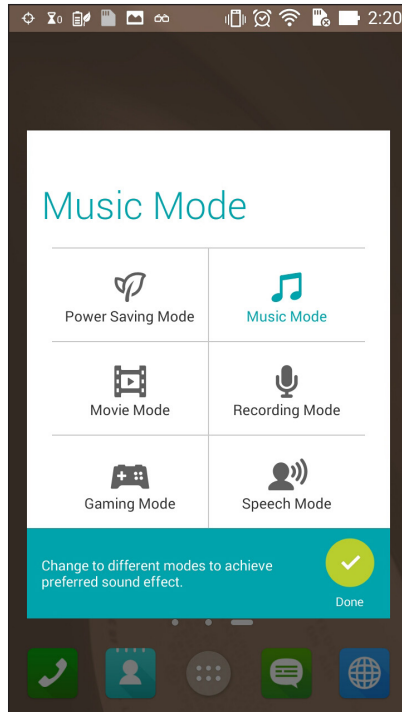 2:20
Music Mode
Power Saving Mode
Music Mode
Movie Mode
Recording Mode
Gaming Mode
Speech Mode
Change to different modes to achieve
preferred sound effect.
Done